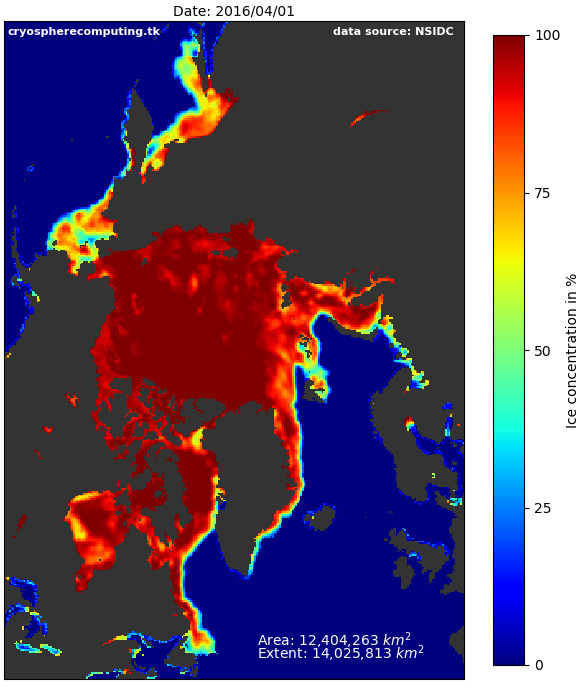 Date: 2016/04/01
cryospherecomputing.tk data source: NSIDC
100
75
50
25
0
Ice concentration in %
Area: 12,404,263 km²
Extent: 14,025,813 km²